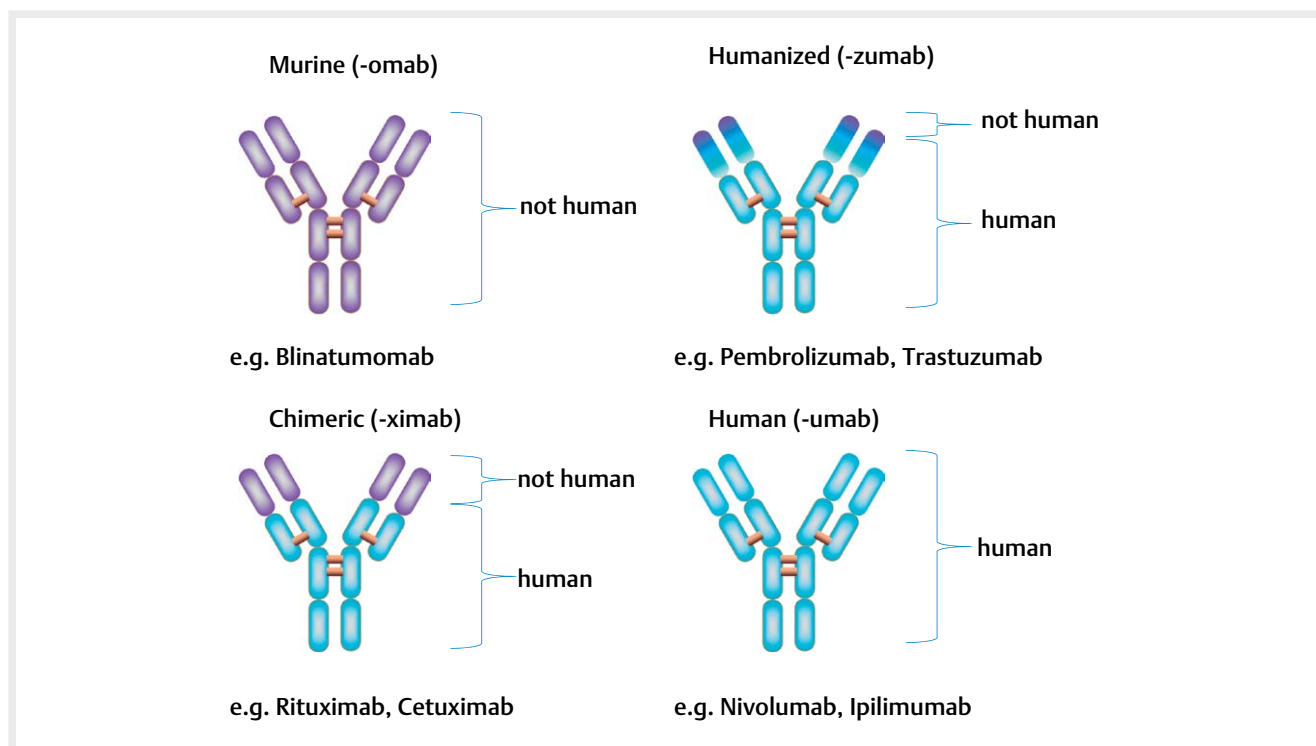 Murine (-omab)
not human
e.g. Blinatumomab
Humanized (-zumab)
not human
human
e.g. Pembrolizumab, Trastuzumab
Chimeric (-ximab)
not human
human
e.g. Rituximab, Cetuximab
Human (-umab)
human
e.g. Nivolumab, Ipilimumab